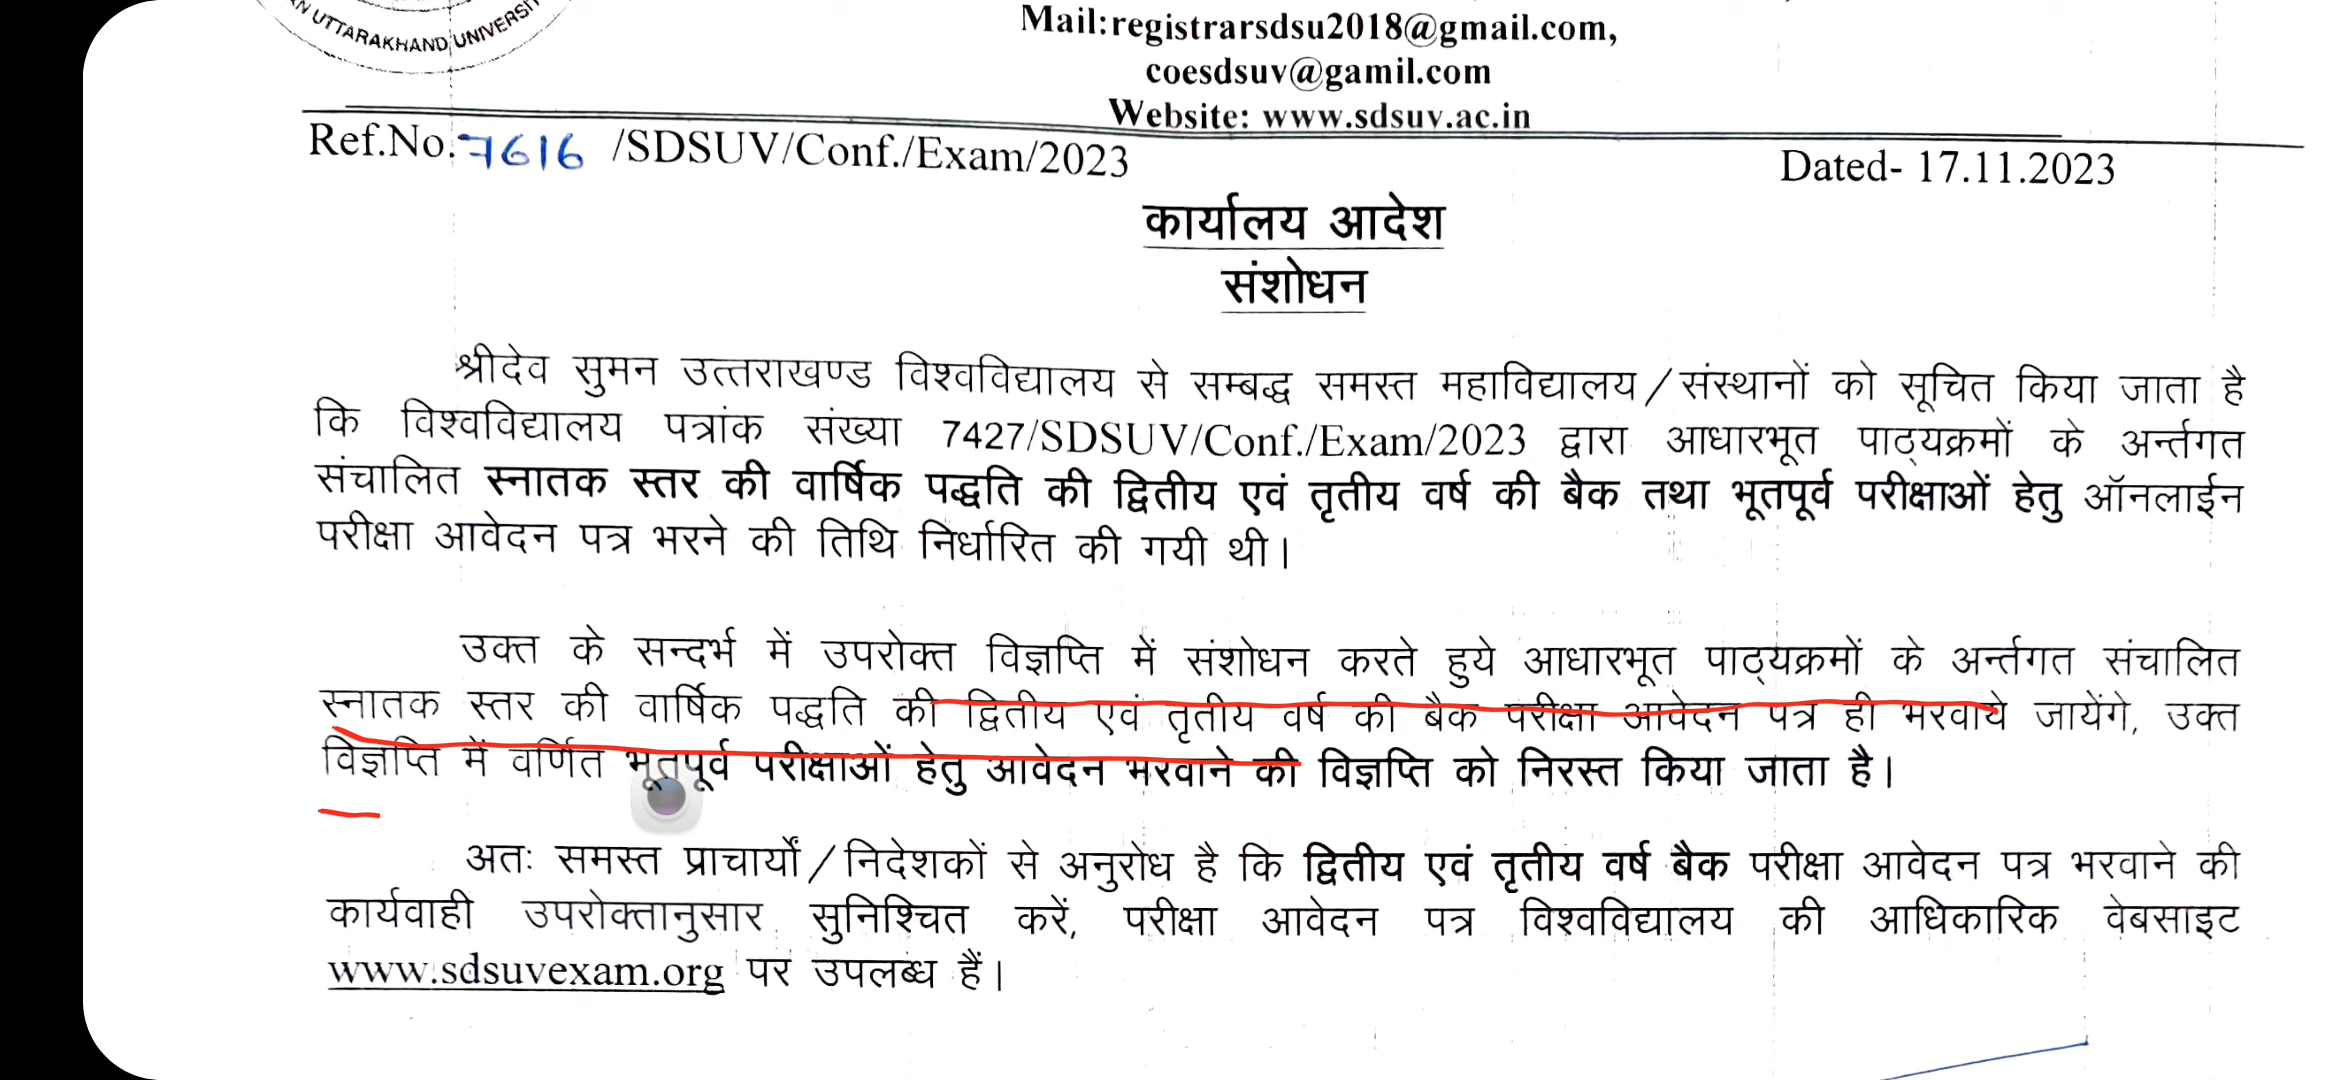 AN UTTARAKHAND UNIVERSI
Mail:registrarsdsu2018@gmail.com,
coesdsuv@gamil.com
Website: www.sdsuv.ac.in
Ref.No.7616 /SDSUV/Conf./Exam/2023 Dated- 17.11.2023
कार्यालय आदेश
संशोधन
श्रीदेव सुमन उत्तराखण्ड विश्वविद्यालय से सम्बद्ध समस्त महाविद्यालय/संस्थानों को सूचित किया जाता है
कि विश्वविद्यालय पत्रांक संख्या 7427/SDSUV/Conf./Exam/2023 द्वारा आधारभूत पाठ्यक्रमों के अर्न्तगत
संचालित स्नातक स्तर की वार्षिक पद्धति की द्वितीय एवं तृतीय वर्ष की बैक तथा भूतपूर्व परीक्षाओं हेतु ऑनलाईन
परीक्षा आवेदन पत्र भरने की तिथि निर्धारित की गयी थी।
उक्त के सन्दर्भ में उपरोक्त विज्ञप्ति में संशोधन करते हुये आधारभूत पाठ्यक्रमों के अर्न्तगत संचालित
स्नातक स्तर की वार्षिक पद्धति की द्वितीय एवं तृतीय वर्ष की बैक परीक्षा आवेदन पत्र ही भरवाये जायेंगे, उक्त
विज्ञप्ति में वर्णित भूतपूर्व परीक्षाओं हेतु आवेदन भरवाने की विज्ञप्ति को निरस्त किया जाता है।
अतः समस्त प्राचार्यों/निदेशकों से अनुरोध है कि द्वितीय एवं तृतीय वर्ष बैक परीक्षा आवेदन पत्र भरवाने की
कार्यवाही उपरोक्तानुसार सुनिश्चित करें, परीक्षा आवेदन पत्र विश्वविद्यालय की आधिकारिक वेबसाइट
www.sdsuvexam.org पर उपलब्ध हैं।